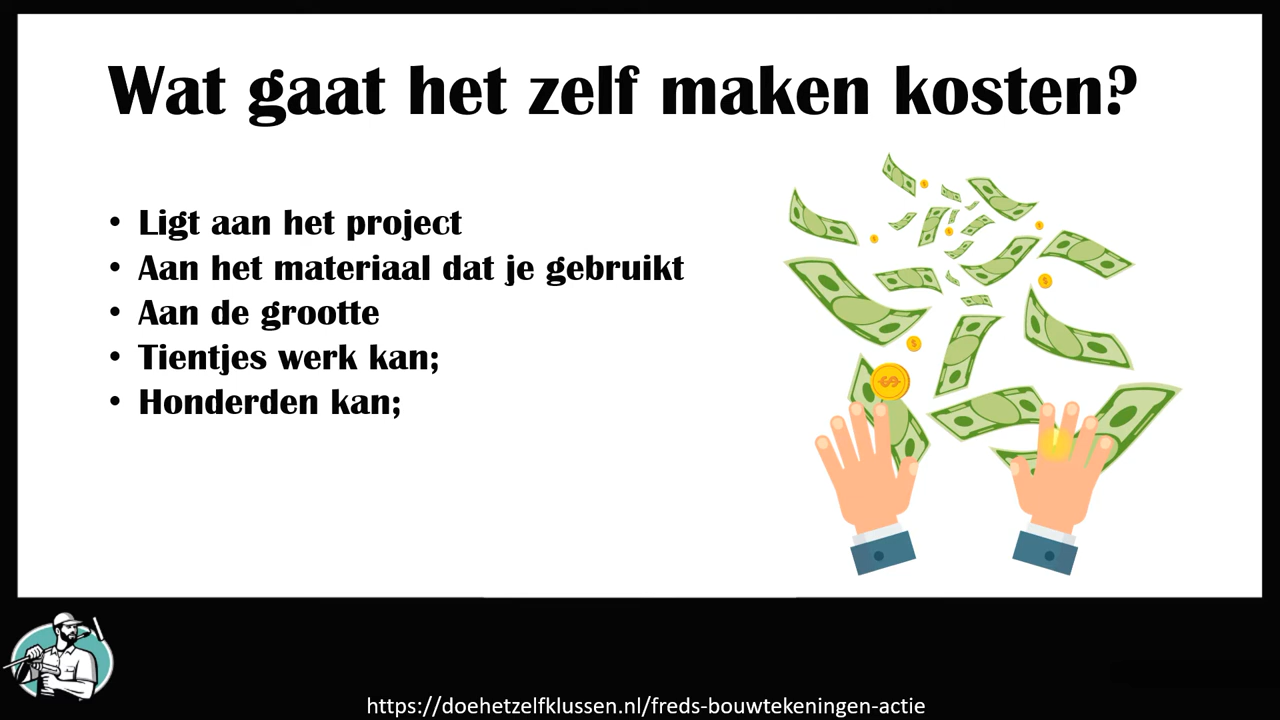 Wat gaat het zelf maken kosten?
• Ligt aan het project
• Aan het materiaal dat je gebruikt
• Aan de grootte
• Tientjes werk kan;
• Honderden kan;
https://doehetzelfklussen.nl/freds-bouwtekeningen-actie